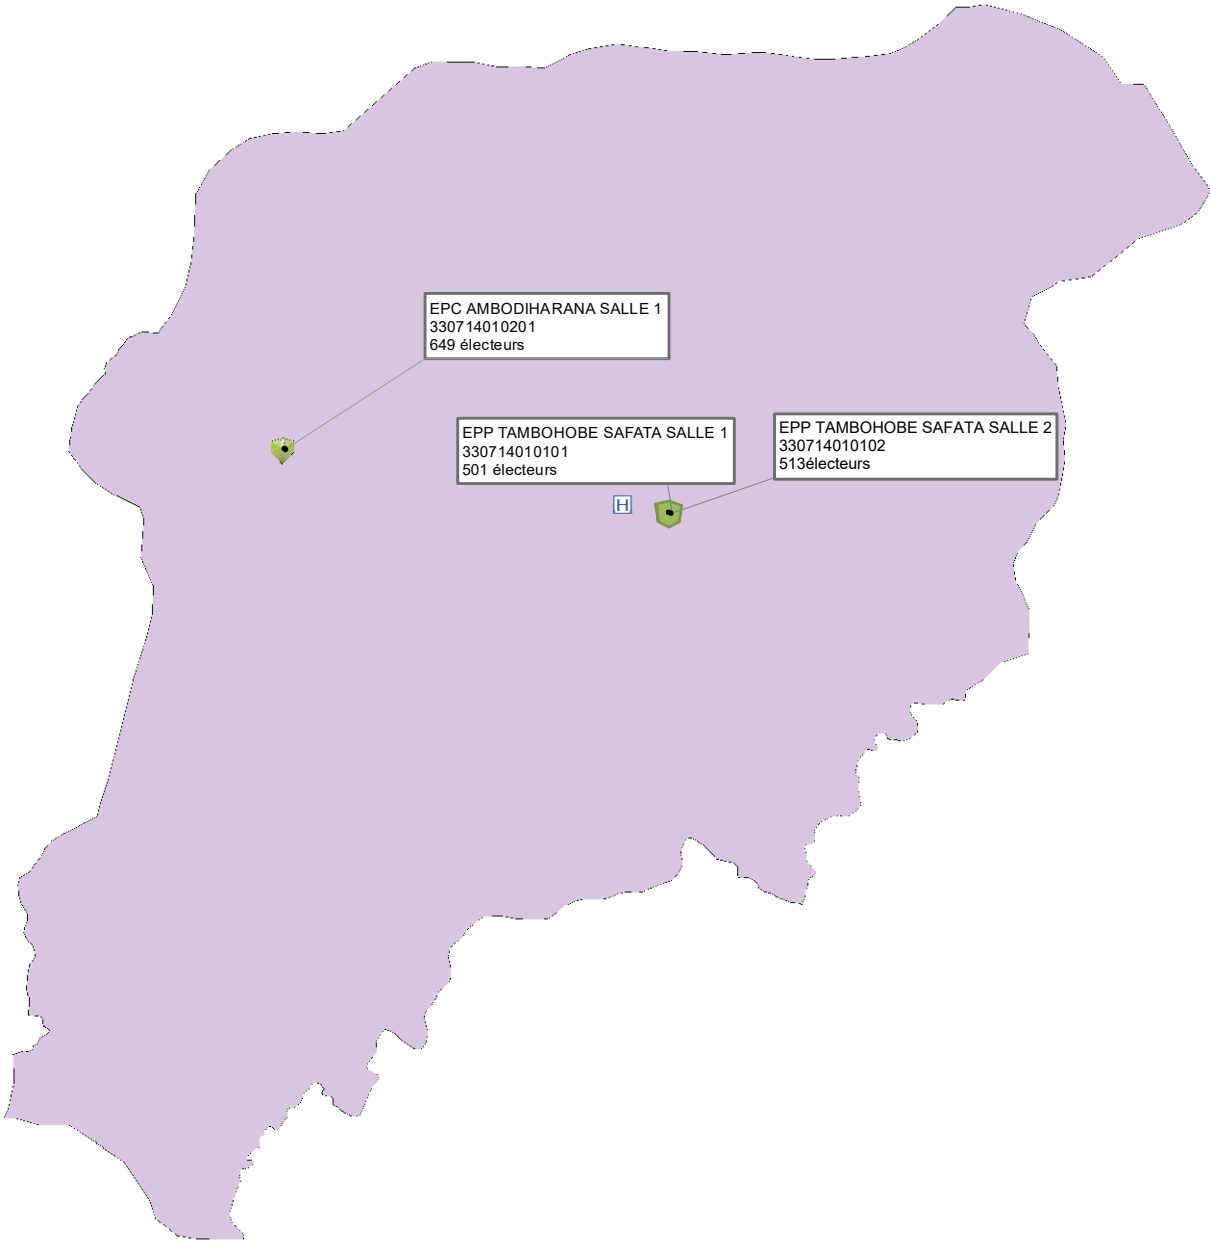 EPC AMBODIHARANA SALLE 1
330714010201
649 électeurs
EPP TAMBOHOBE SAFATA SALLE 1
330714010101
501 électeurs
EPP TAMBOHOBE SAFATA SALLE 2
330714010102
513électeurs
H